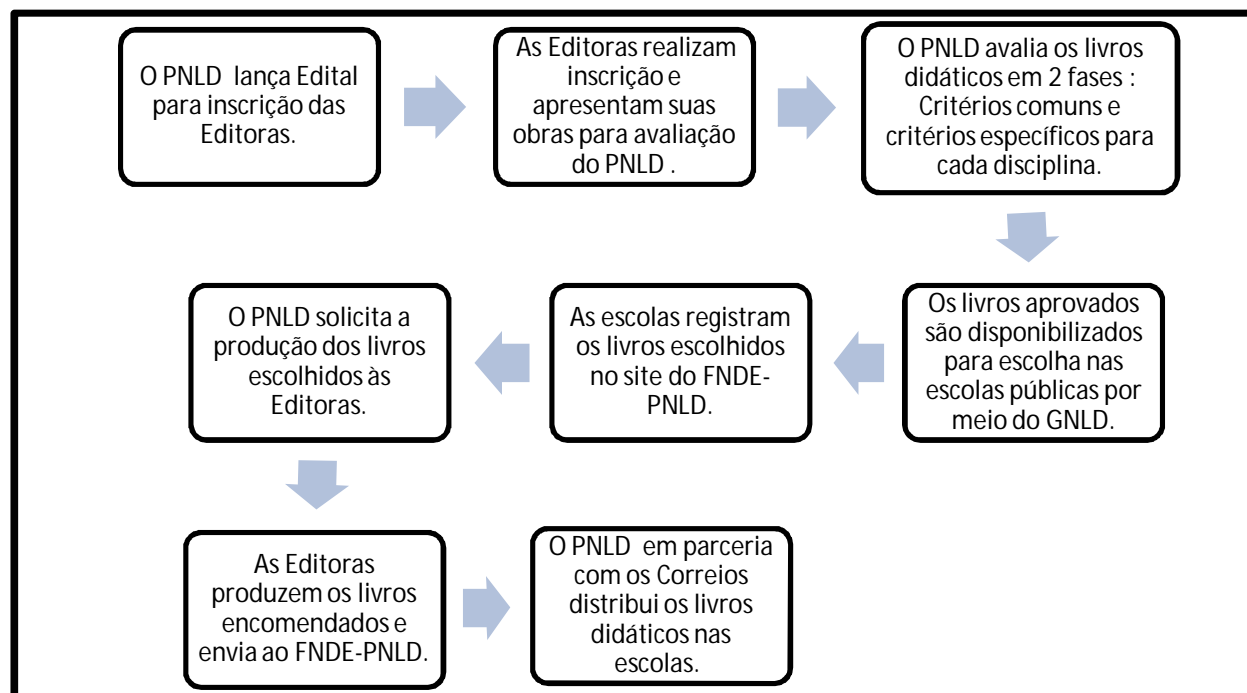 O PNLD lança Edital
para inscrição das
Editoras.
As Editoras realizam
inscrição e
apresentam suas
obras para avaliação
do PNLD .
O PNLD avalia os livros
didáticos em 2 fases :
Critérios comuns e
critérios específicos para
cada disciplina.
Os livros aprovados
são disponibilizados
para escolha nas
escolas públicas por
meio do GNLD.
As escolas registram
os livros escolhidos
no site do FNDE-
PNLD.
O PNLD solicita a
produção dos livros
escolhidos às
Editoras.
As Editoras
produzem os livros
encomendados e
envia ao FNDE-PNLD.
O PNLD em parceria
com os Correios
distribui os livros
didáticos nas
escolas.